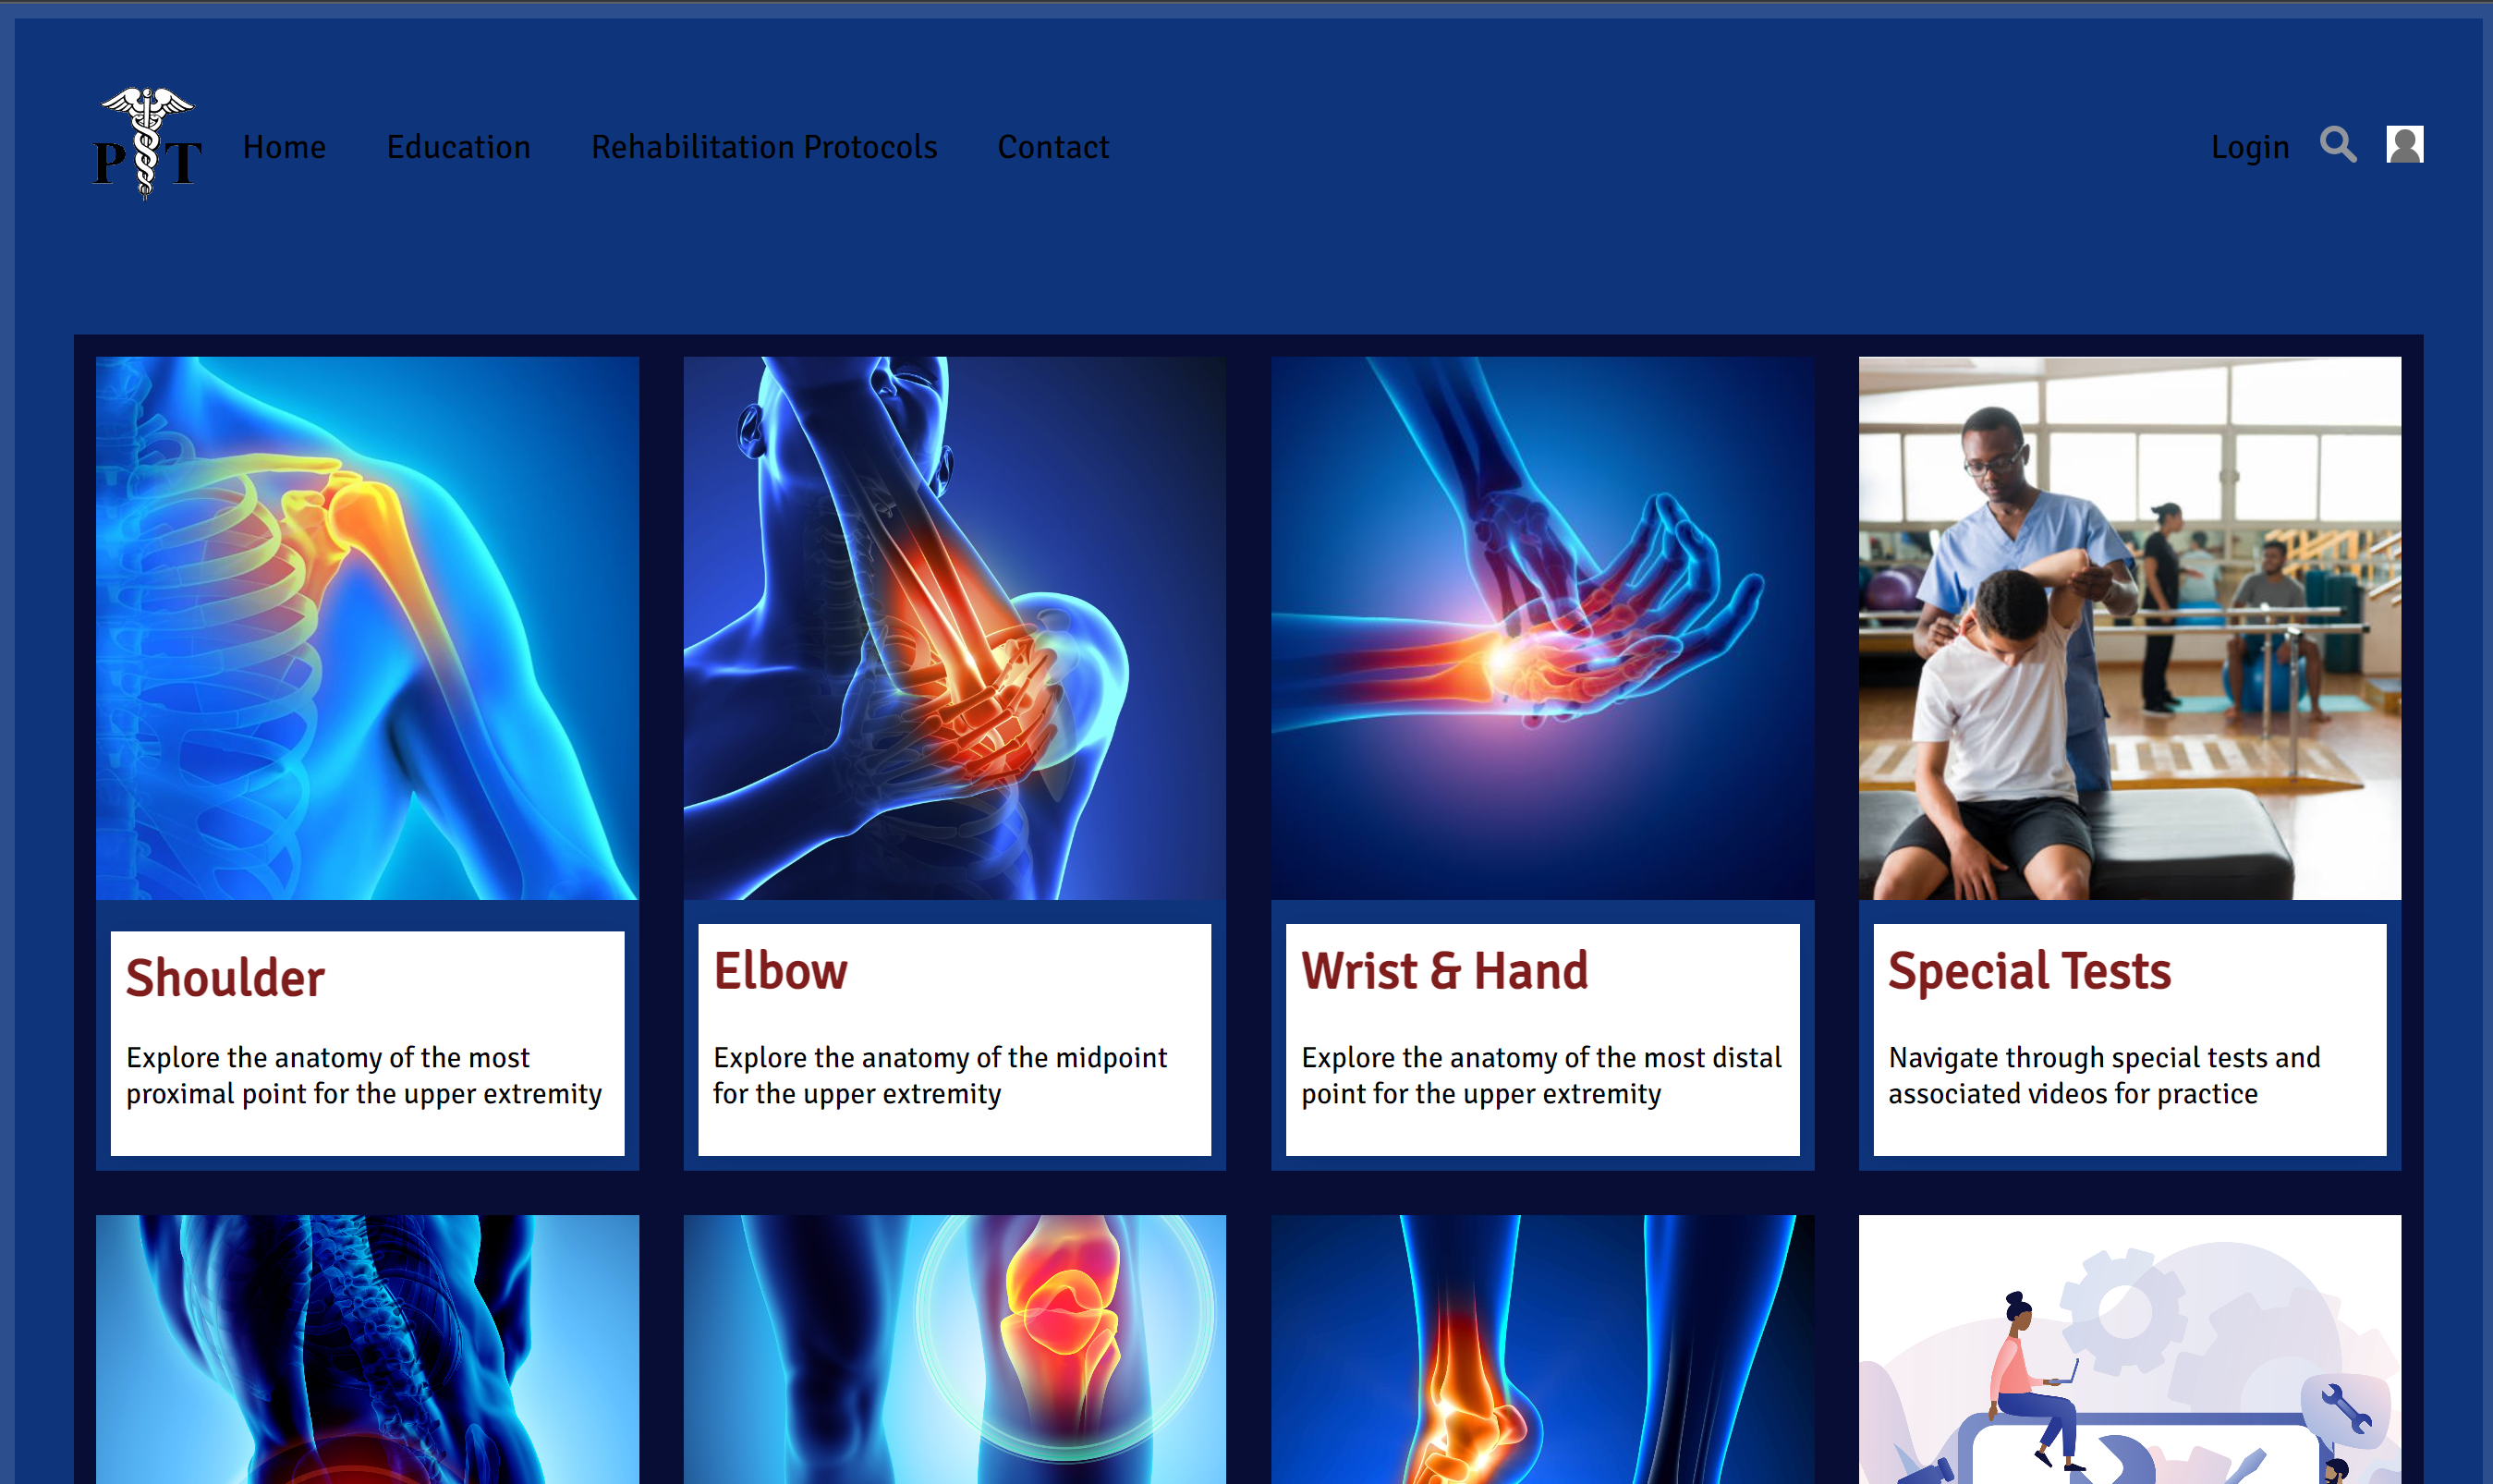 PT
Home Education Rehabilitation Protocols Contact Login
Shoulder
Explore the anatomy of the most
proximal point for the upper extremity
Elbow
Explore the anatomy of the midpoint
for the upper extremity
Wrist & Hand
Explore the anatomy of the most distal
point for the upper extremity
Special Tests
Navigate through special tests and
associated videos for practice